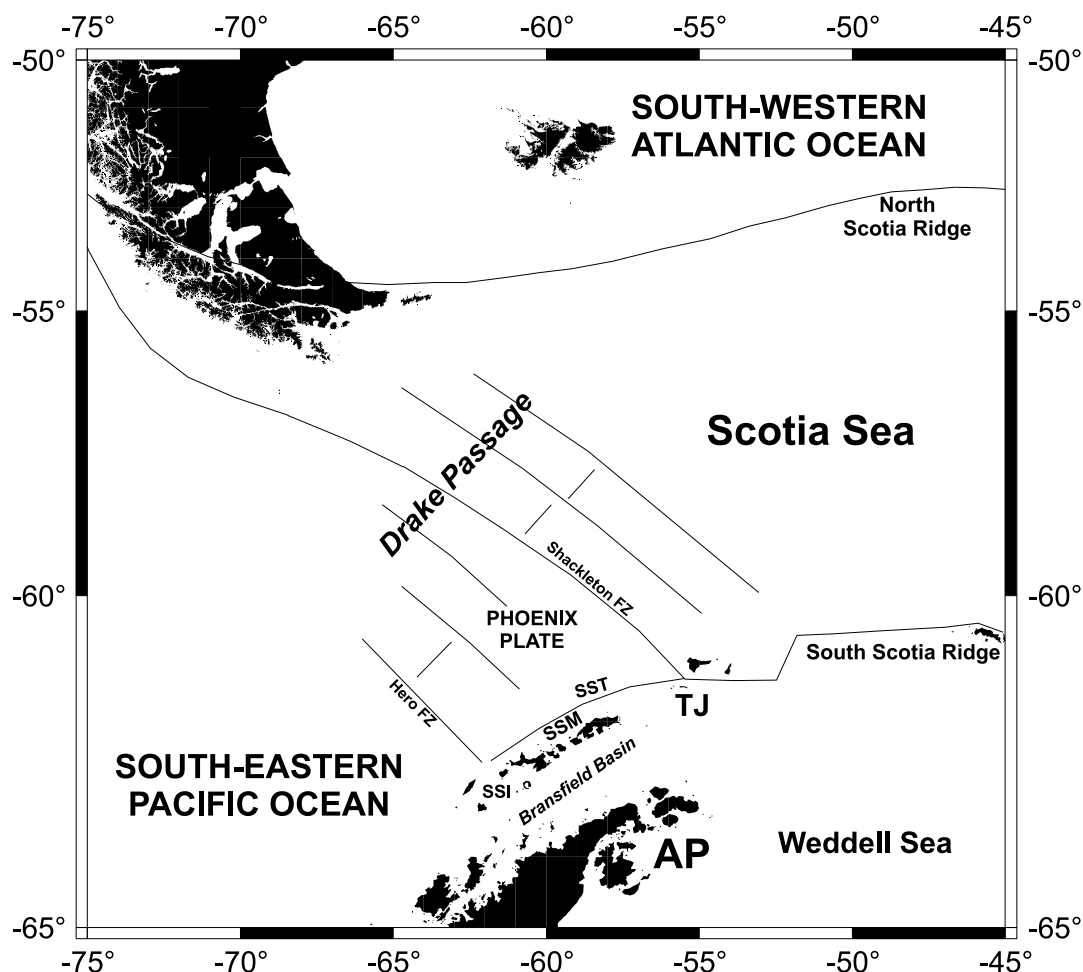 -75° -70° -65° -60° -55° -50° -45°
-50° -50°
SOUTH-WESTERN
ATLANTIC OCEAN
North
Scotia Ridge
-55° -55°
Scotia Sea
Drake Passage
Shackleton FZ
-60° -60°
PHOENIX
PLATE
South Scotia Ridge
Hero FZ
SST
TJ
SSM
SOUTH-EASTERN
PACIFIC OCEAN
SSI
Bransfield Basin
AP
Weddell Sea
-65° -65°
-75° -70° -65° -60° -55° -50° -45°